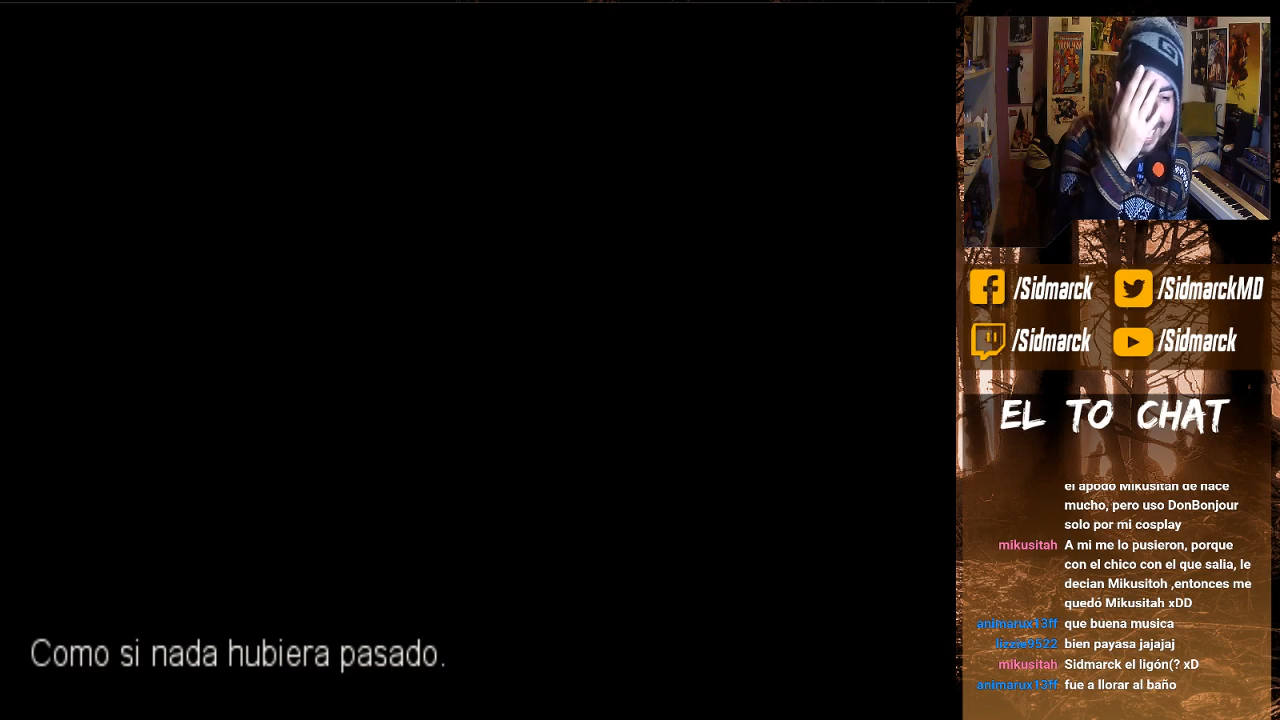 Como si nada hubiera pasado.
/Sidmarck
/SidmarckMD
/Sidmarck
/Sidmarck
EL TO CHAT
el apodo Mikusitah de hace
mucho, pero uso DonBonjour
solo por mi cosplay
mikusitah A mi me lo pusieron, porque
con el chico con el que salia, le
decian Mikusitoh ,entonces me
quedó Mikusitah xDD
animarux13ff que buena musica
lizzie9522 bien payasa jajajaj
mikusitah Sidmarck el ligón(? xD
animarux13ff fue a llorar al baño